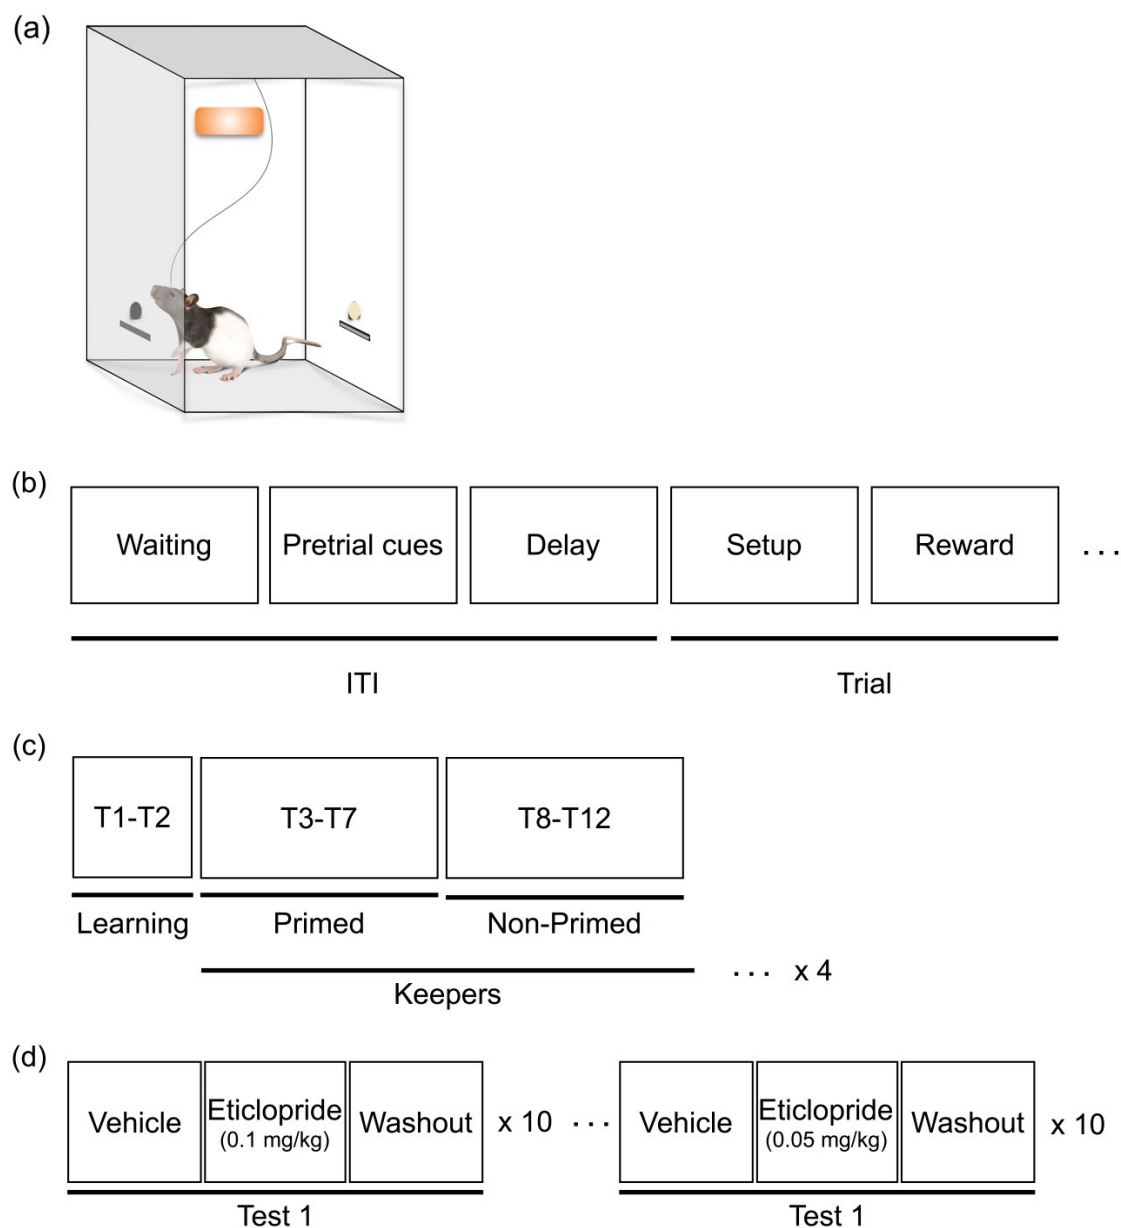 (a)
(b)
Waiting Pretrial cues Delay Setup Reward ...
ITI Trial
(c)
T1-T2 T3-T7 T8-T12
Learning Primed Non-Primed
... x 4
Keepers
(d)
Vehicle Eticlopride (0.1 mg/kg) Washout x 10 ... Vehicle Eticlopride (0.05 mg/kg) Washout x 10
Test 1 Test 1